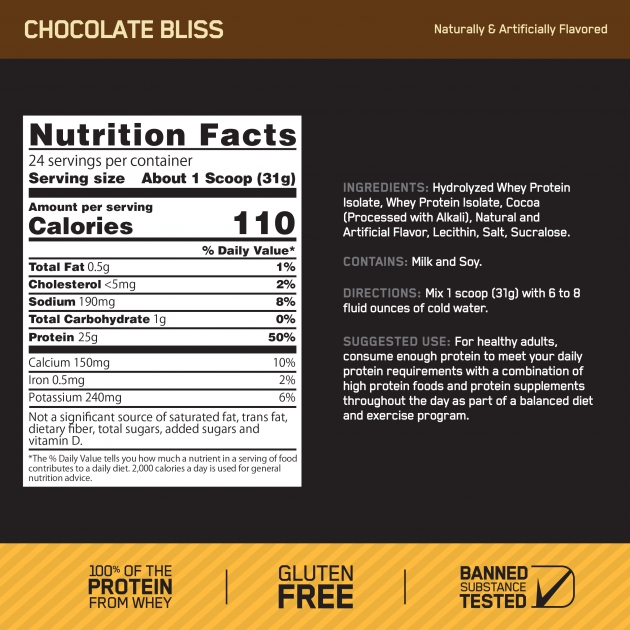 CHOCOLATE BLISS
Naturally & Artificially Flavored
Nutrition Facts
24 servings per container
Serving size About 1 Scoop (31g)
Amount per serving
Calories 110
% Daily Value*
Total Fat 0.5g 1%
Cholesterol <5mg 2%
Sodium 190mg 8%
Total Carbohydrate 1g 0%
Protein 25g 50%
Calcium 150mg 10%
Iron 0.5mg 2%
Potassium 240mg 6%
Not a significant source of saturated fat, trans fat,
dietary fiber, total sugars, added sugars and
vitamin D.
*The % Daily Value tells you how much a nutrient in a serving of food
contributes to a daily diet. 2,000 calories a day is used for general
nutrition advice.
INGREDIENTS: Hydrolyzed Whey Protein
Isolate, Whey Protein Isolate, Cocoa
(Processed with Alkali), Natural and
Artificial Flavor, Lecithin, Salt, Sucralose.
CONTAINS: Milk and Soy.
DIRECTIONS: Mix 1 scoop (31g) with 6 to 8
fluid ounces of cold water.
SUGGESTED USE: For healthy adults,
consume enough protein to meet your daily
protein requirements with a combination of
high protein foods and protein supplements
throughout the day as part of a balanced diet
and exercise program.
100% OF THE
PROTEIN
FROM WHEY
GLUTEN
FREE
BANNED
SUBSTANCE
TESTED